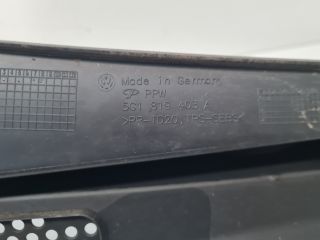 Made in Germany
PPW
5G1 819 403 A
>PP-TD20,TPS-SEBS<